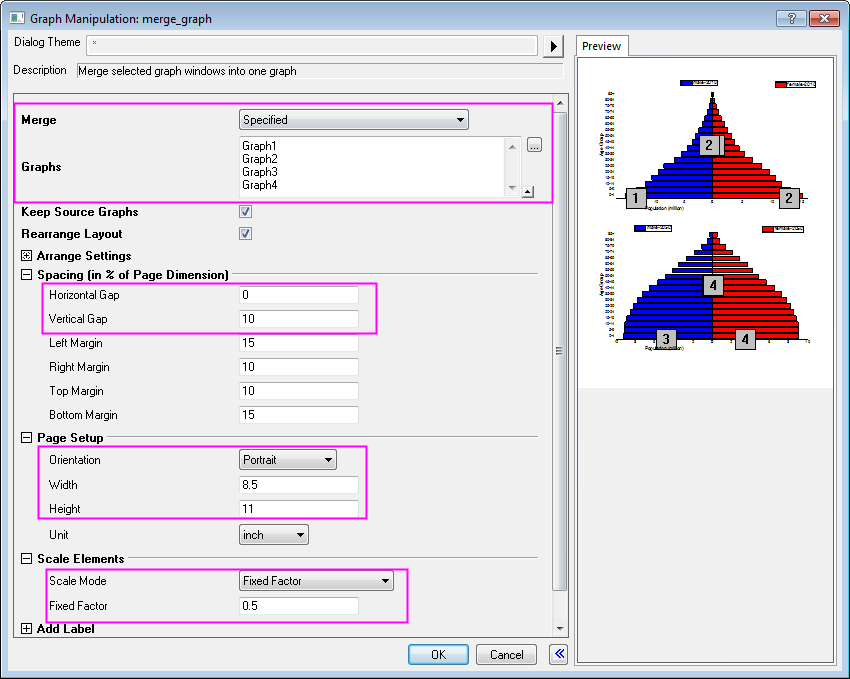 Graph Manipulation: merge_graph
Dialog Theme *
Description Merge selected graph windows into one graph
Merge Specified
Graphs
Graph1
Graph2
Graph3
Graph4
...
Keep Source Graphs
Rearrange Layout
Arrange Settings
Spacing (in % of Page Dimension)
Horizontal Gap 0
Vertical Gap 10
Left Margin 15
Right Margin 10
Top Margin 10
Bottom Margin 15
Page Setup
Orientation Portrait
Width 8.5
Height 11
Unit inch
Scale Elements
Scale Mode Fixed Factor
Fixed Factor 0.5
Add Label
OK Cancel
Preview
2
1 2
Population (million)
4
3 4
Population (million)